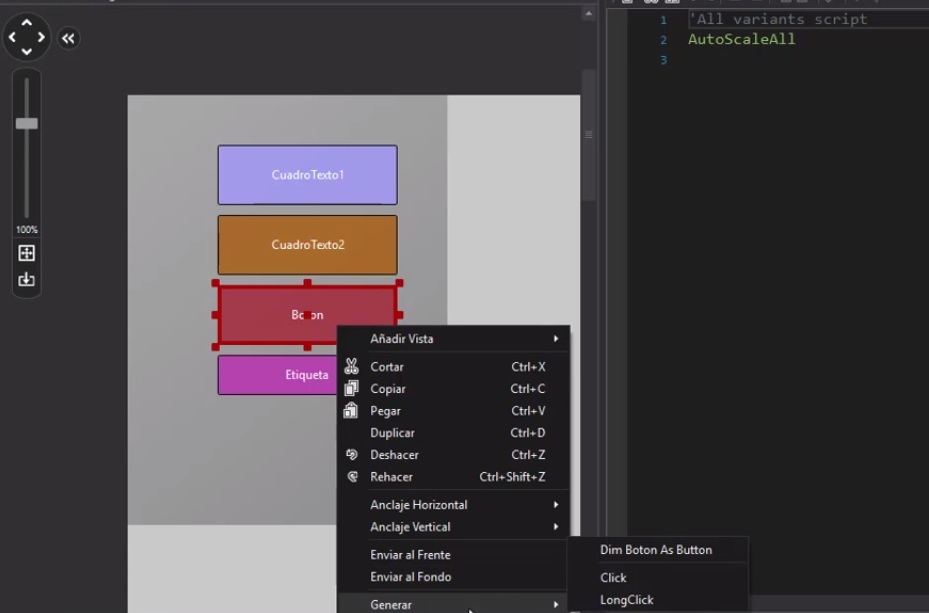 1 'All variants script
2 AutoScaleAll
3
100%
CuadroTexto1
CuadroTexto2
Boton
Etiqueta
Añadir Vista
Cortar Ctrl+X
Copiar Ctrl+C
Pegar Ctrl+V
Duplicar Ctrl+D
Deshacer Ctrl+Z
Rehacer Ctrl+Shift+Z
Anclaje Horizontal
Anclaje Vertical
Enviar al Frente
Enviar al Fondo
Generar
Dim Boton As Button
Click
LongClick